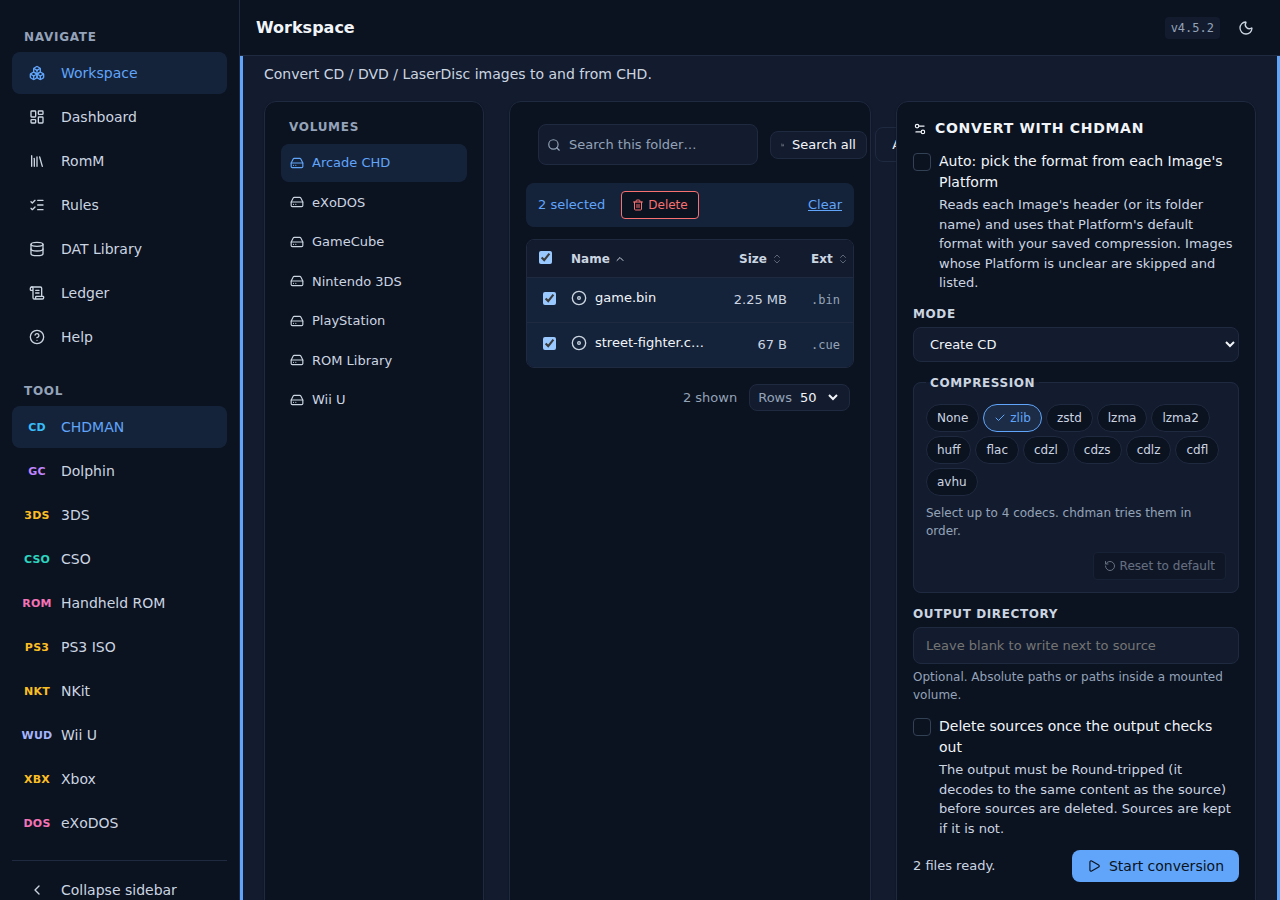 NAVIGATE
Workspace
Dashboard
RomM
Rules
DAT Library
Ledger
Help
TOOL
CD CHDMAN
GC Dolphin
3DS 3DS
CSO CSO
ROM Handheld ROM
PS3 PS3 ISO
NKT NKit
WUD Wii U
XBX Xbox
DOS eXoDOS
Collapse sidebar
Workspace
v4.5.2
Convert CD / DVD / LaserDisc images to and from CHD.
VOLUMES
Arcade CHD
eXoDOS
GameCube
Nintendo 3DS
PlayStation
ROM Library
Wii U
Search this folder…
Search all
2 selected
Delete
Clear
Name Size Ext
game.bin 2.25 MB .bin
street-fighter.c… 67 B .cue
2 shown
Rows 50
CONVERT WITH CHDMAN
Auto: pick the format from each Image's
Platform
Reads each Image's header (or its folder
name) and uses that Platform's default
format with your saved compression. Images
whose Platform is unclear are skipped and
listed.
MODE
Create CD
COMPRESSION
None zlib zstd lzma lzma2
huff flac cdzl cdzs cdlz cdfl
avhu
Select up to 4 codecs. chdman tries them in
order.
Reset to default
OUTPUT DIRECTORY
Leave blank to write next to source
Optional. Absolute paths or paths inside a mounted
volume.
Delete sources once the output checks
out
The output must be Round-tripped (it
decodes to the same content as the source)
before sources are deleted. Sources are kept
if it is not.
2 files ready.
Start conversion